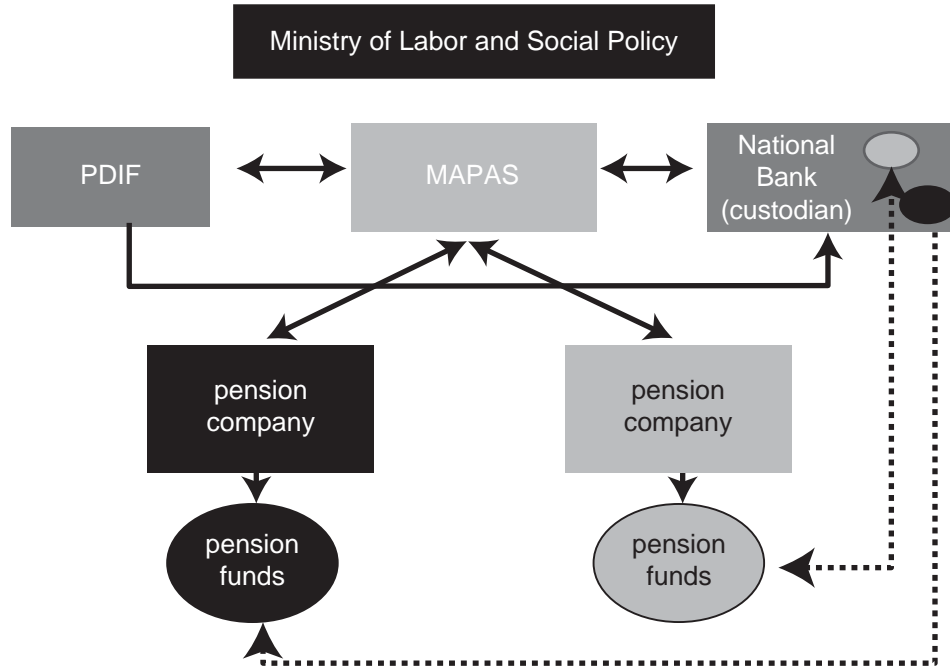 Ministry of Labor and Social Policy
PDIF
MAPAS
National
Bank
(custodian)
pension
company
pension
company
pension
funds
pension
funds